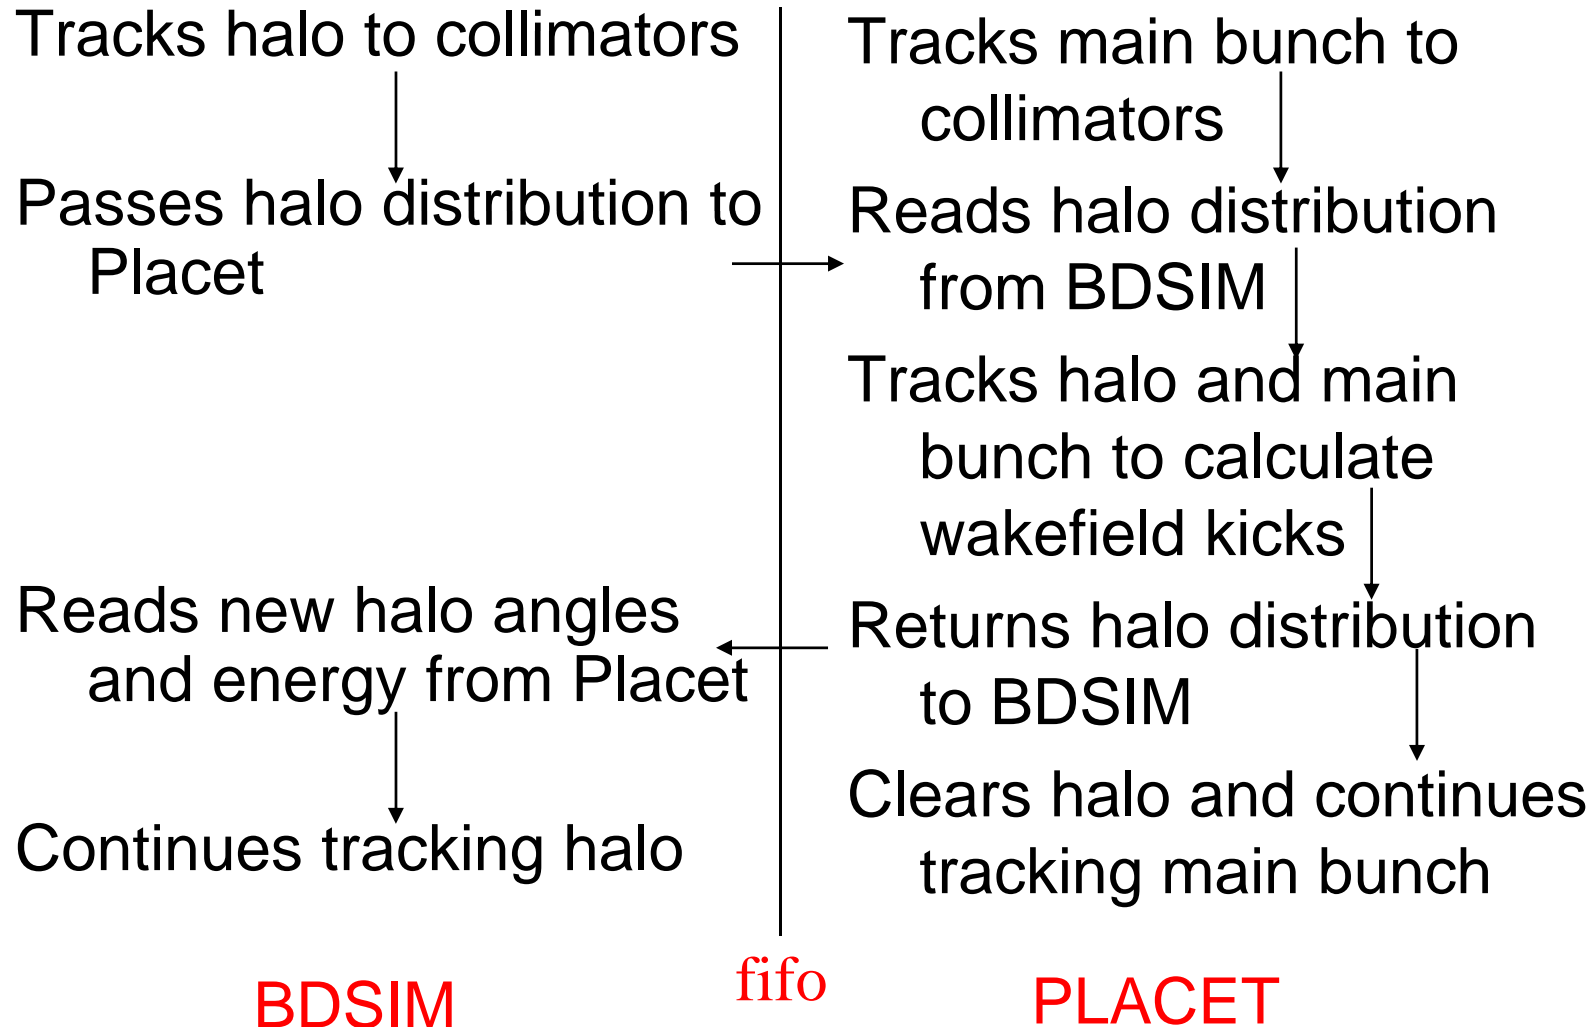 Tracks halo to collimators
Passes halo distribution to
Placet
Reads new halo angles
and energy from Placet
Continues tracking halo
BDSIM
fifo
Tracks main bunch to
collimators
Reads halo distribution
from BDSIM
Tracks halo and main
bunch to calculate
wakefield kicks
Returns halo distribution
to BDSIM
Clears halo and continues
tracking main bunch
PLACET